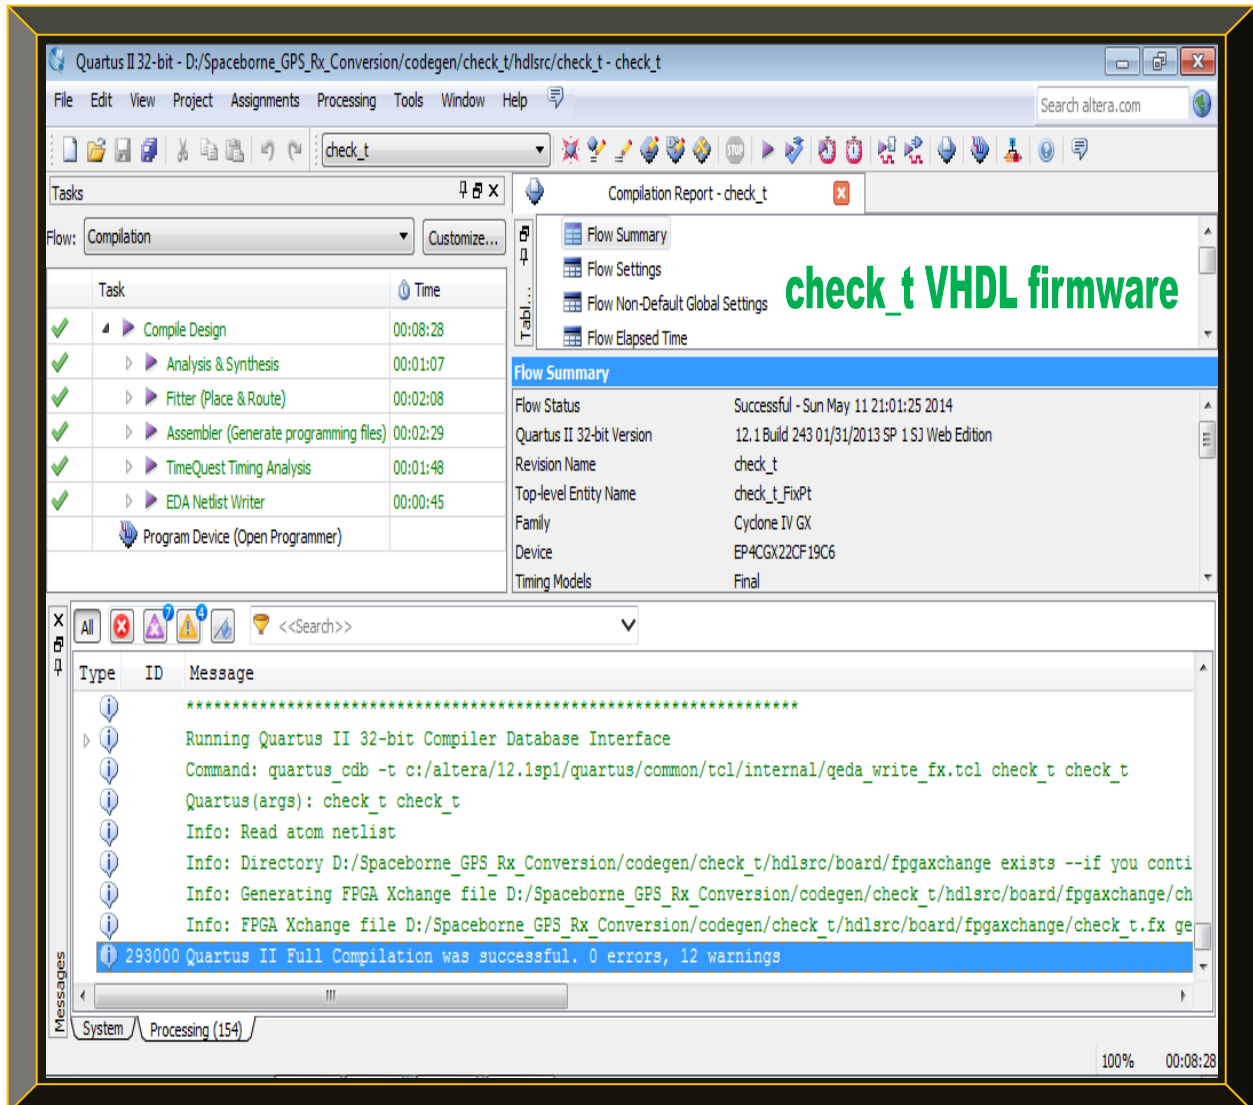 Quartus II 32-bit - D:/Spaceborne_GPS_Rx_Conversion/codegen/check_t/hdlsrc/check_t - check_t
File Edit View Project Assignments Processing Tools Window Help
Search altera.com
check_t
STOP
Tasks
Flow: Compilation Customize...
Task Time
Compile Design 00:08:28
Analysis & Synthesis 00:01:07
Fitter (Place & Route) 00:02:08
Assembler (Generate programming files) 00:02:29
TimeQuest Timing Analysis 00:01:48
EDA Netlist Writer 00:00:45
Program Device (Open Programmer)
Compilation Report - check_t
Tabl...
Flow Summary
Flow Settings
Flow Non-Default Global Settings
Flow Elapsed Time
check_t VHDL firmware
Flow Summary
Flow Status Successful - Sun May 11 21:01:25 2014
Quartus II 32-bit Version 12.1 Build 243 01/31/2013 SP 1 SJ Web Edition
Revision Name check_t
Top-level Entity Name check_t_FixPt
Family Cyclone IV GX
Device EP4CGX22CF19C6
Timing Models Final
All 7 4 <<Search>>
Type ID Message
*******************************************************************
Running Quartus II 32-bit Compiler Database Interface
Command: quartus_cdb -t c:/altera/12.1sp1/quartus/common/tcl/internal/qeda_write_fx.tcl check_t check_t
Quartus(args): check_t check_t
Info: Read atom netlist
Info: Directory D:/Spaceborne_GPS_Rx_Conversion/codegen/check_t/hdlsrc/board/fpgaxchange exists --if you conti
Info: Generating FPGA Xchange file D:/Spaceborne_GPS_Rx_Conversion/codegen/check_t/hdlsrc/board/fpgaxchange/ch
Info: FPGA Xchange file D:/Spaceborne_GPS_Rx_Conversion/codegen/check_t/hdlsrc/board/fpgaxchange/check_t.fx ge
293000 Quartus II Full Compilation was successful. 0 errors, 12 warnings
Messages
System Processing (154)
100% 00:08:28